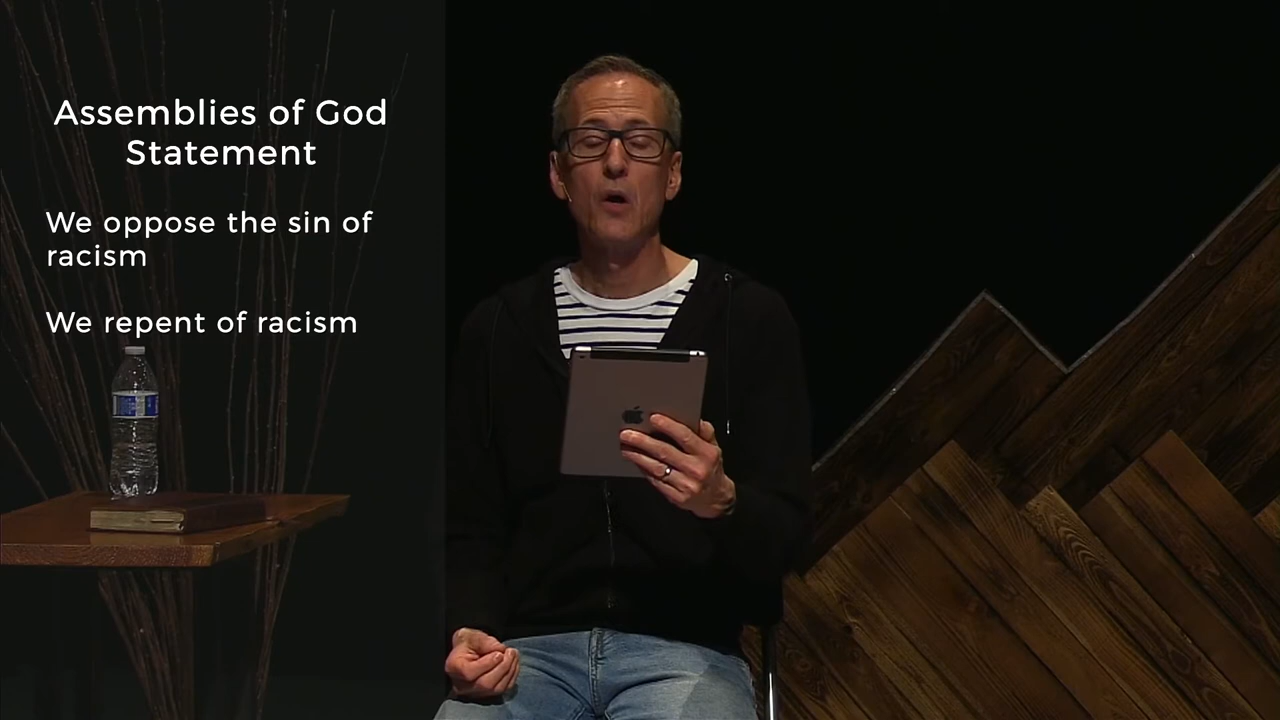 Assemblies of God
Statement
We oppose the sin of
racism
We repent of racism